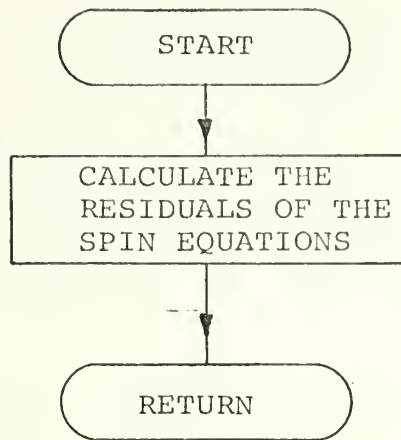 START
CALCULATE THE
RESIDUALS OF THE
SPIN EQUATIONS
RETURN